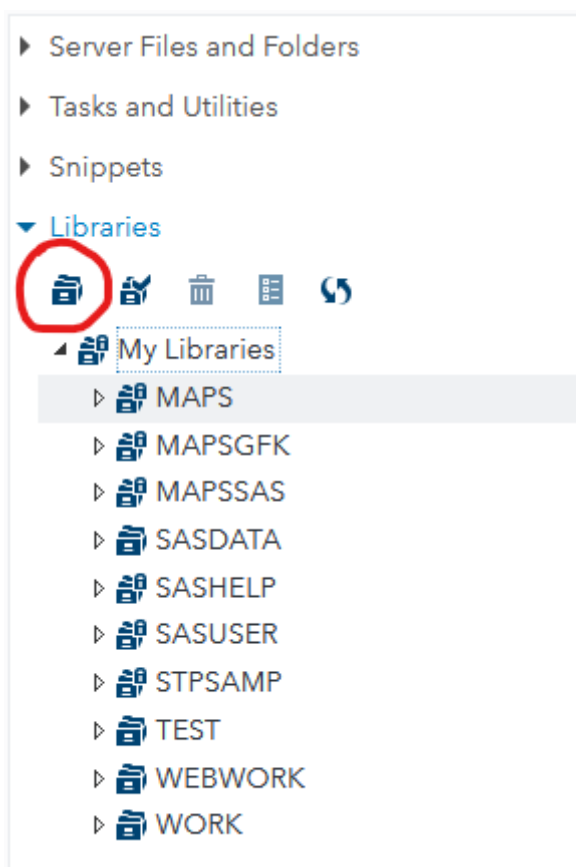 Server Files and Folders
Tasks and Utilities
Snippets
Libraries
My Libraries
MAPS
MAPSGFK
MAPSSAS
SASDATA
SASHELP
SASUSER
STPSAMP
TEST
WEBWORK
WORK